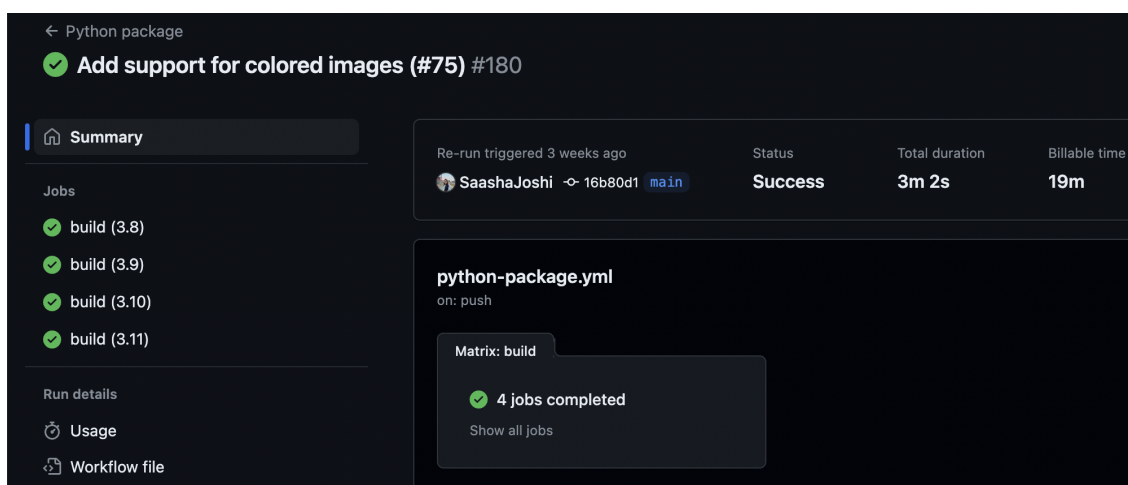 ← Python package
Add support for colored images (#75) #180
Summary
Jobs
build (3.8)
build (3.9)
build (3.10)
build (3.11)
Run details
Usage
Workflow file
Re-run triggered 3 weeks ago
SaashaJoshi 16b80d1 main
Status
Success
Total duration
3m 2s
Billable time
19m
python-package.yml
on: push
Matrix: build
4 jobs completed
Show all jobs